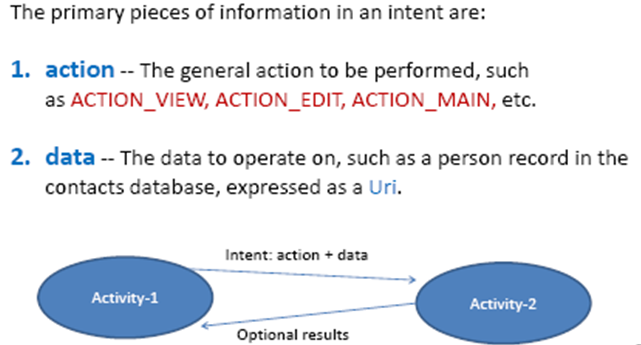 The primary pieces of information in an intent are:
1. action -- The general action to be performed, such
as ACTION_VIEW, ACTION_EDIT, ACTION_MAIN, etc.
2. data -- The data to operate on, such as a person record in the
contacts database, expressed as a Uri.
Intent: action + data
Activity-1
Activity-2
Optional results